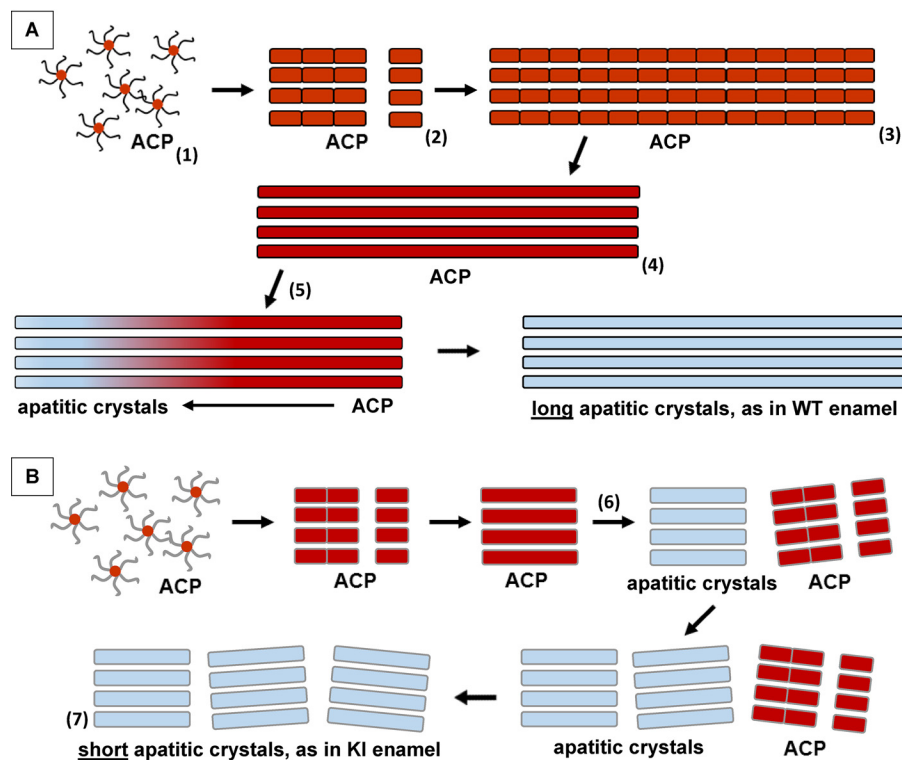 A
ACP (1)
ACP (2)
ACP (3)
ACP (4)
(5)
apatitic crystals ACP
long apatitic crystals, as in WT enamel
B
ACP
ACP
ACP
(6)
apatitic crystals
ACP
(7)
short apatitic crystals, as in KI enamel
apatitic crystals
ACP